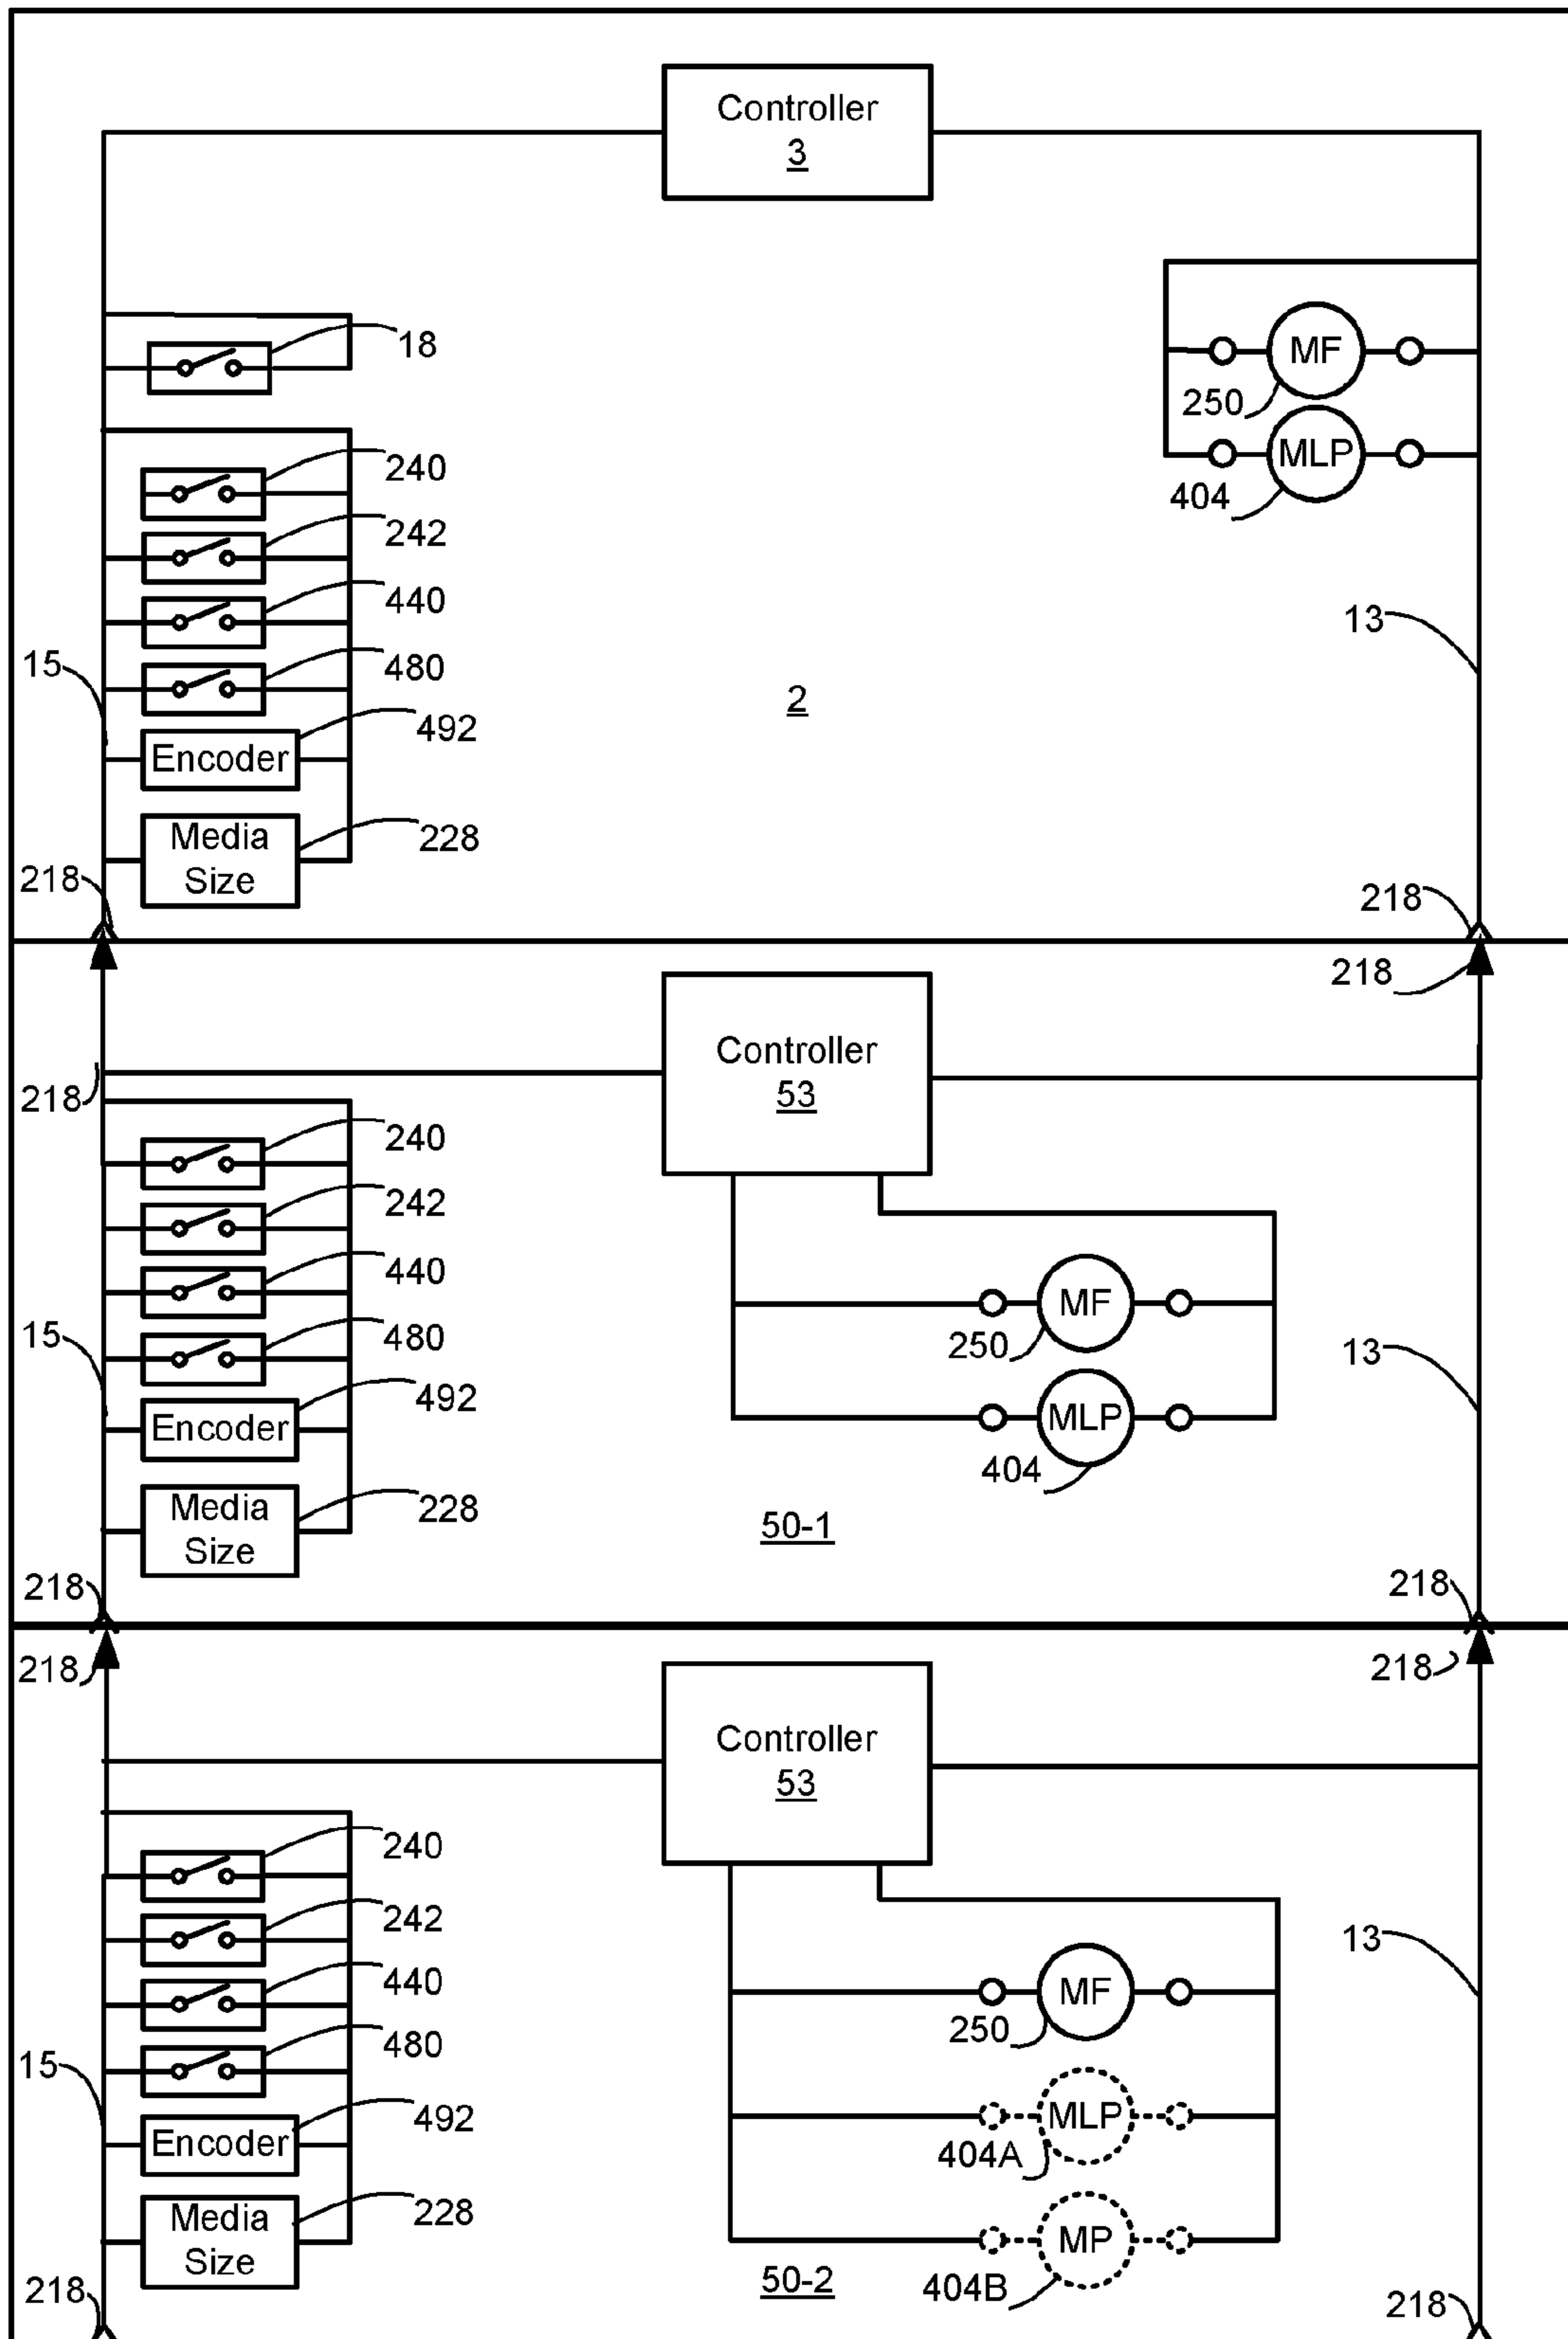 Controller
3
18
MF
250
MLP
404
240
242
440
13
15
480
2
492
Encoder
Media
Size
228
218
218
218
Controller
53
218
240
242
440
MF
250
15
480
13
492
Encoder
MLP
404
Media
Size
228
50-1
218
218
218
218
Controller
53
240
242
13
440
MF
250
480
15
492
Encoder
MLP
404A
Media
Size
228
MP
404B
50-2
218
218